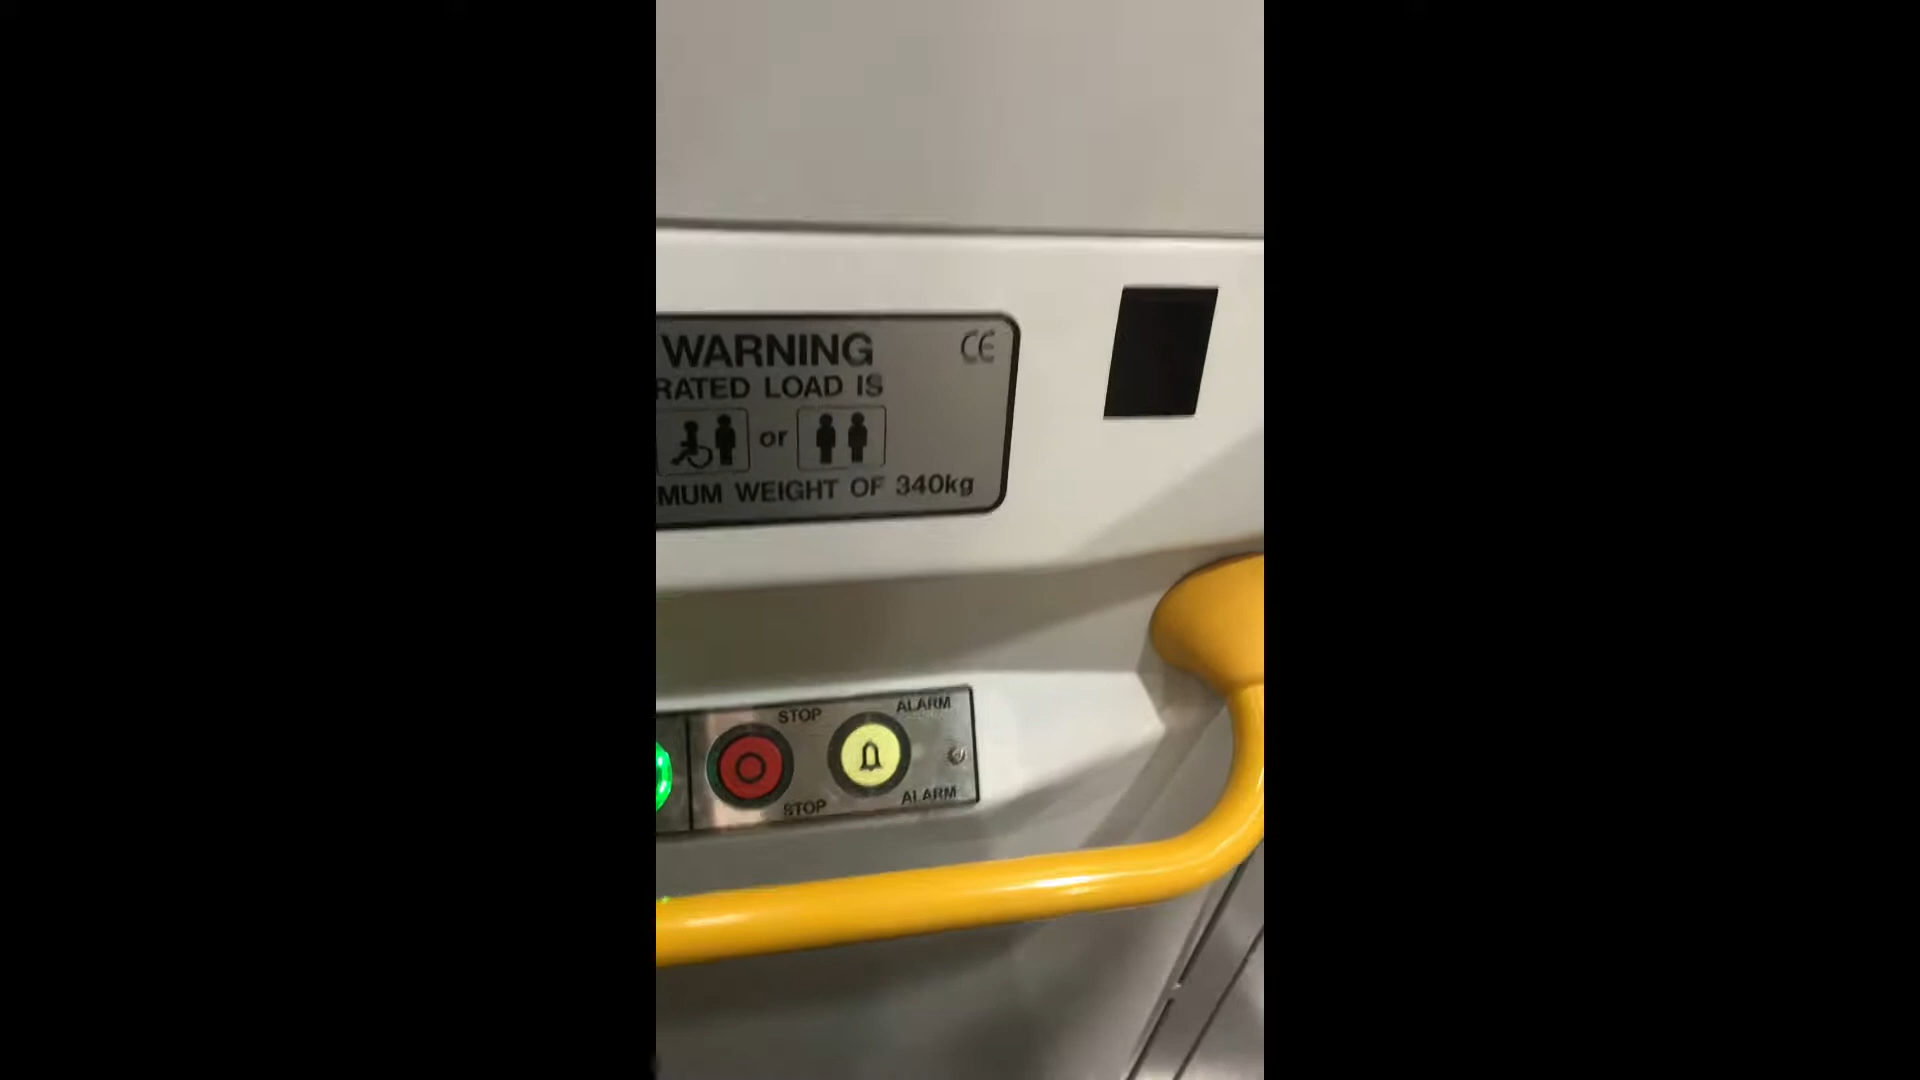 WARNING CE
RATED LOAD IS
or
MUM WEIGHT OF 340kg
STOP ALARM
STOP ALARM